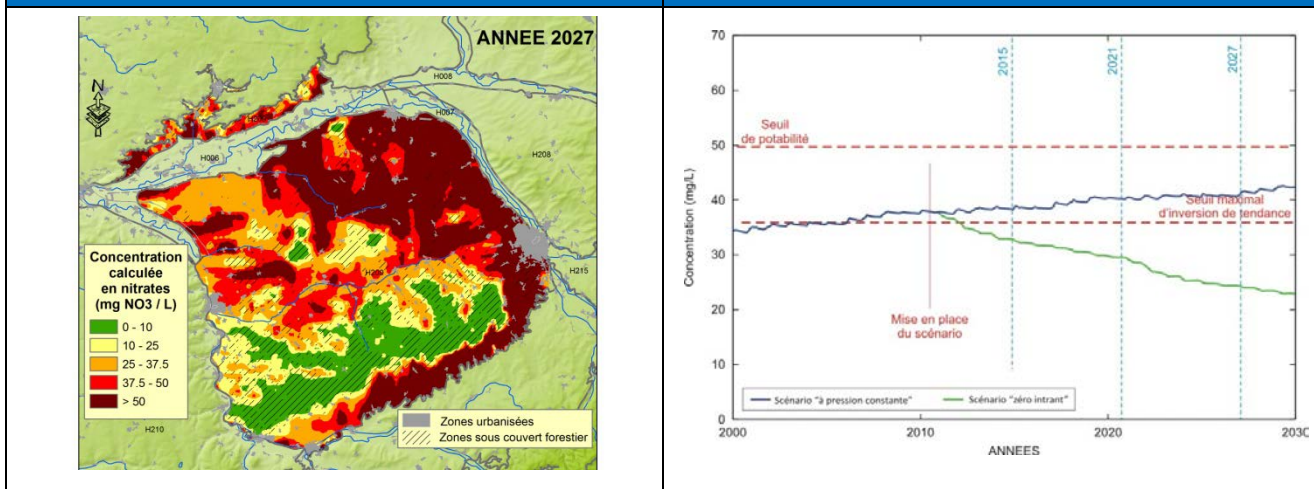 ANNEE 2027
N
H008
H007
H006
H208
H209
H215
H210
Concentration
calculée
en nitrates
(mg NO3 / L)
0 - 10
10 - 25
25 - 37.5
37.5 - 50
> 50
Zones urbanisées
Zones sous couvert forestier
70
60
50
40
30
20
10
0
Concentration (mg/L)
2015
2021
2027
Seuil
de potabilité
Seuil maximal
d'inversion de tendance
Mise en place
du scénario
Scénario "à pression constante"
Scénario "zéro intrant"
2000
2010
2020
2030
ANNEES